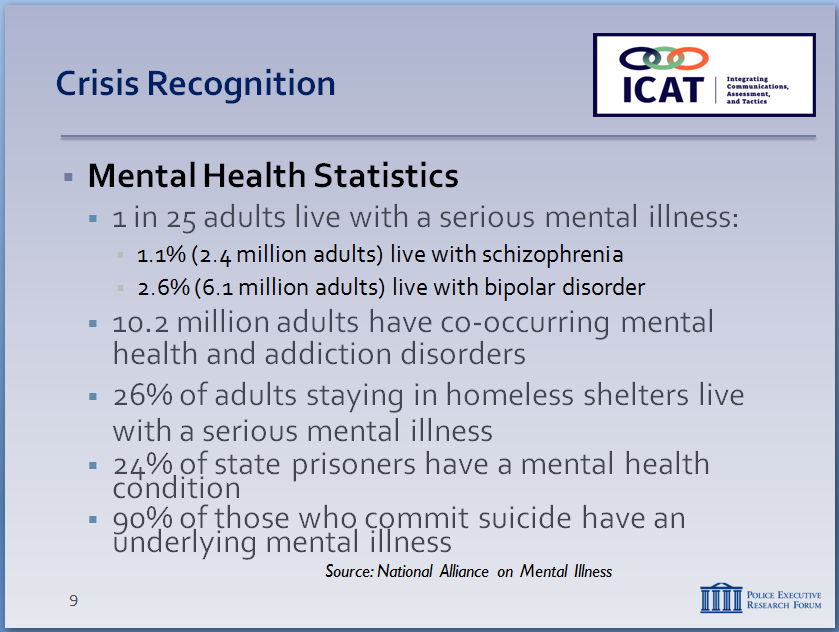 Crisis Recognition
ICAT
Integrating
Communications,
Assessment,
and Tactics
Mental Health Statistics
1 in 25 adults live with a serious mental illness:
1.1% (2.4 million adults) live with schizophrenia
2.6% (6.1 million adults) live with bipolar disorder
10.2 million adults have co-occurring mental
health and addiction disorders
26% of adults staying in homeless shelters live
with a serious mental illness
24% of state prisoners have a mental health
condition
90% of those who commit suicide have an
underlying mental illness
Source: National Alliance on Mental Illness
9
POLICE EXECUTIVE
RESEARCH FORUM